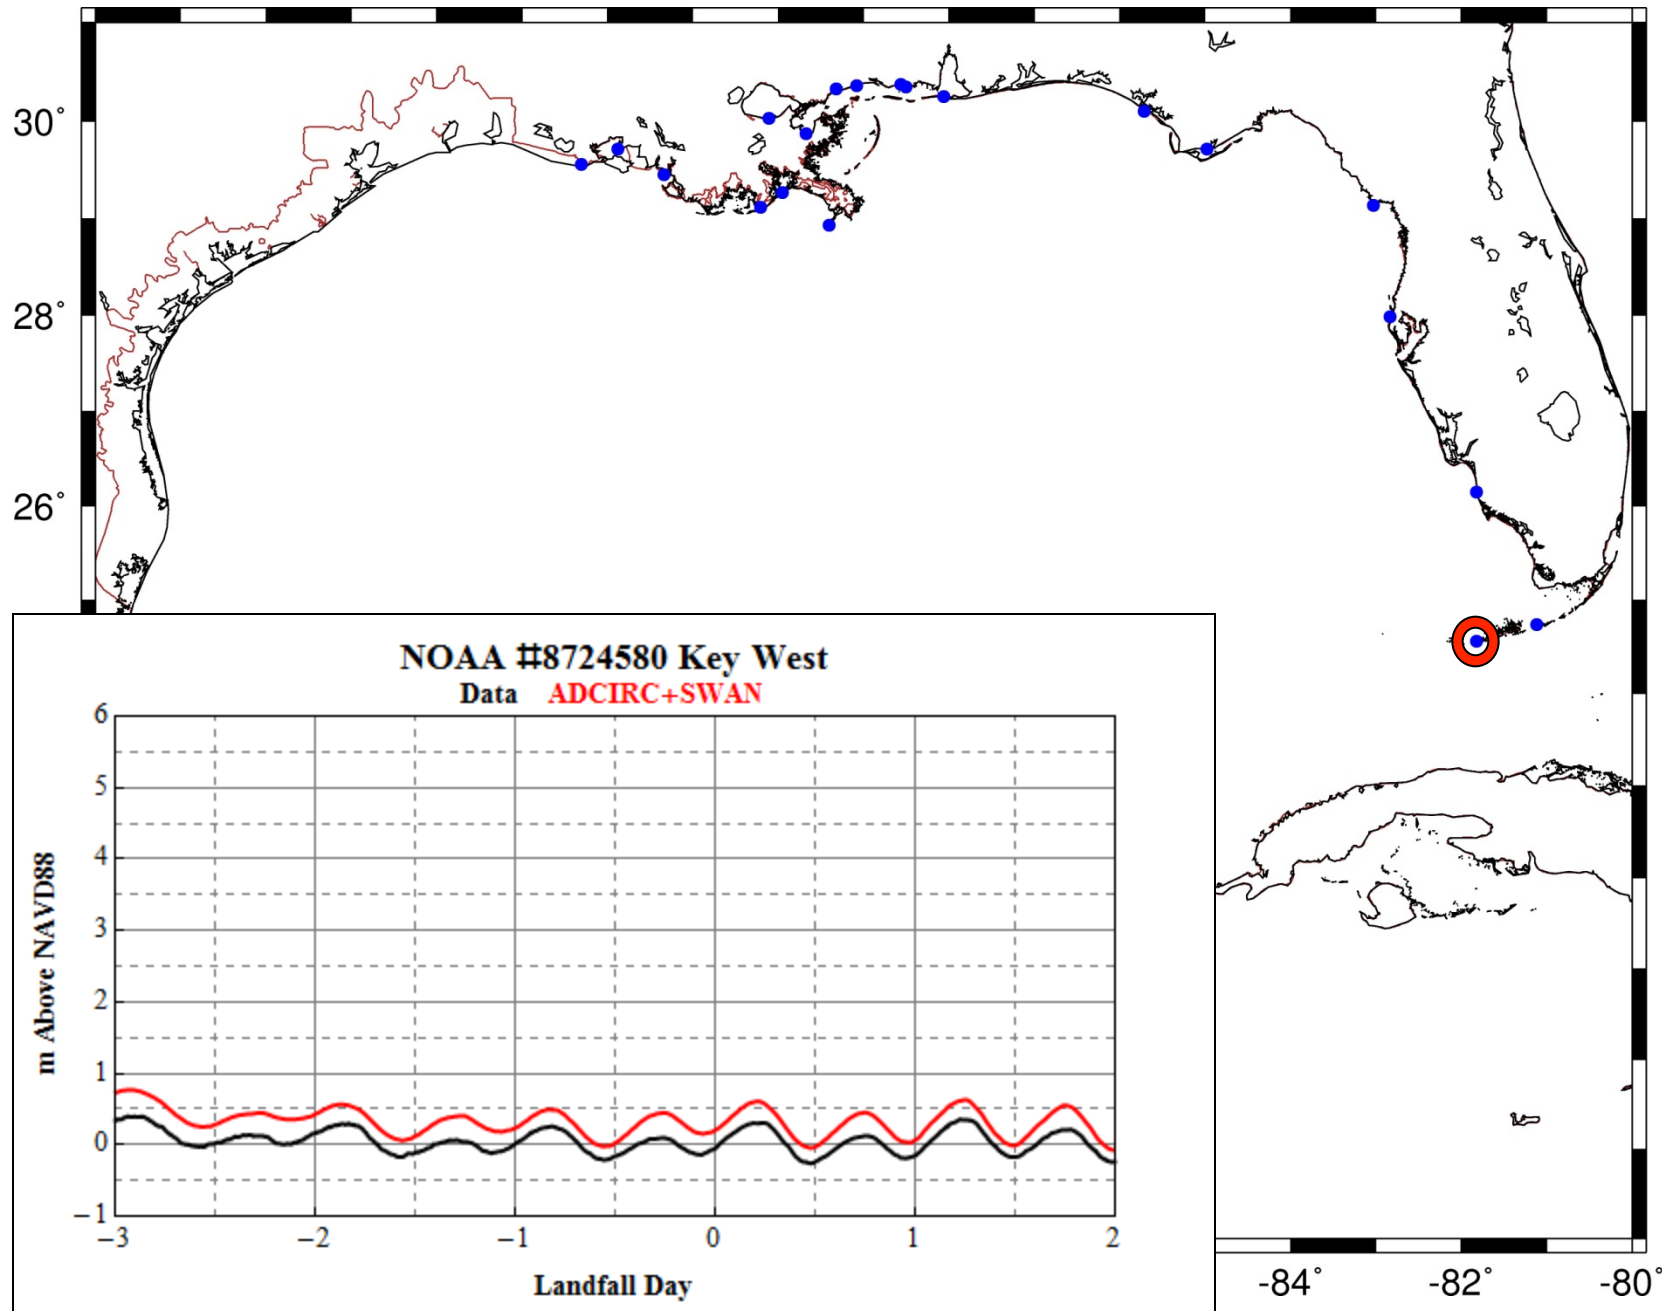 30°
28°
26°
NOAA #8724580 Key West
Data ADCIRC+SWAN
6
5
4
3
2
1
0
−1
m Above NAVD88
−3 −2 −1 0 1 2
Landfall Day
-84° -82° -80°